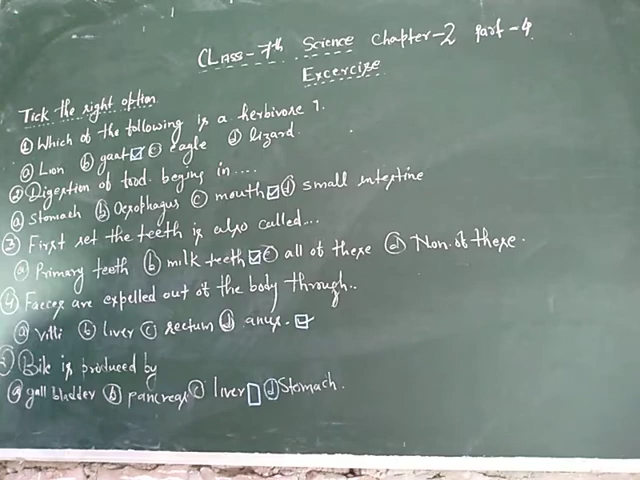 CLASS-7th Science Chapter-2 Part-4
Excercize
Tick the right option
① Which of the following is a herbivore ?
ⓐ Lion ⓑ goat ☑ ⓒ eagle ⓓ lizard.
② Digestion of food. begins in....
ⓐ Stomach ⓑ Oesophagus ⓒ mouth ☑ ⓓ small intestine
③ First set the teeth is also called...
ⓐ Primary teeth ⓑ milk teeth ☑ ⓒ all of these ⓓ Non.of these.
④ Faeces are expelled out of the body through..
ⓐ Villi ⓑ liver ⓒ rectum ⓓ anus. ☑
⑤ Bile is produced by
ⓐ gall bladder ⓑ pancreas ⓒ liver ☐ ⓓ Stomach.